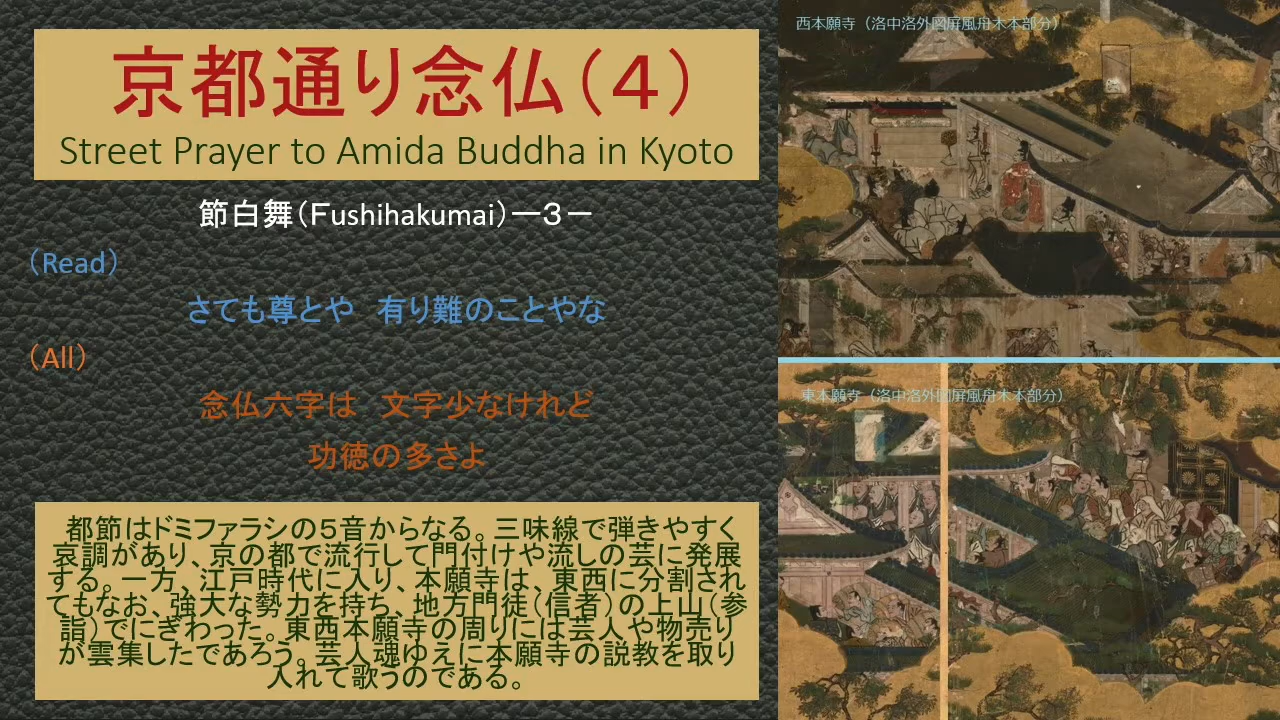 京都通り念仏（４）
Street Prayer to Amida Buddha in Kyoto
節白舞（Fushihakumai）ー３－
（Read）
さても尊とや　有り難のことやな
（All）
念仏六字は　文字少なけれど
功徳の多さよ
都節はドミファラシの５音からなる。三味線で弾きやすく
哀調があり、京の都で流行して門付けや流しの芸に発展
する。一方、江戸時代に入り、本願寺は、東西に分割され
てもなお、強大な勢力を持ち、地方門徒（信者）の上山（参
詣）でにぎわった。東西本願寺の周りには芸人や物売り
が雲集したであろう。芸人魂ゆえに本願寺の説教を取り
入れて歌うのである。
西本願寺（洛中洛外図屏風舟木本部分）
東本願寺（洛中洛外図屏風舟木本部分）